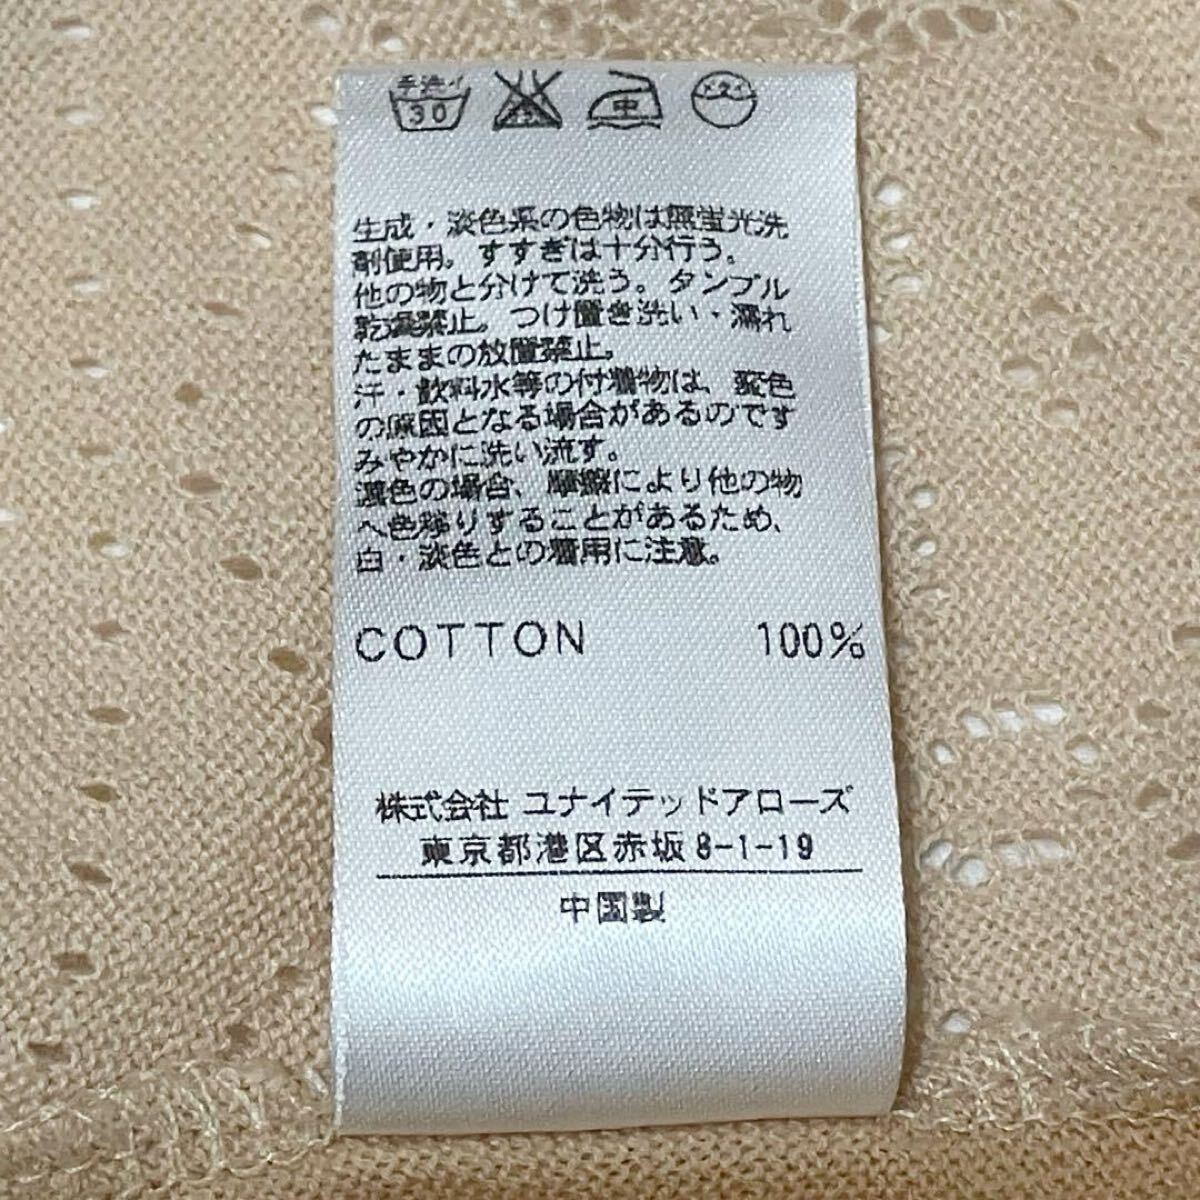 手洗イ
30
中
ドライ
生成・淡色系の色物は無蛍光洗
剤使用。すすぎは十分行う。
他の物と分けて洗う。タンブル
乾燥禁止。つけ置き洗い・濡れ
たままの放置禁止。
汗・飲料水等の付着物は、変色
の原因となる場合があるのです
みやかに洗い流す。
濃色の場合、摩擦により他の物
へ色移りすることがあるため、
白・淡色との着用に注意。
COTTON 100%
株式会社 ユナイテッドアローズ
東京都港区赤坂8-1-19
中国製